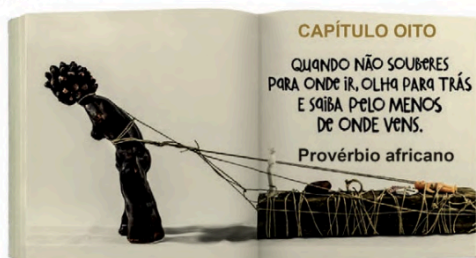 CAPÍTULO OITO
QUANDO NÃO SOUBERES
PARA ONDE IR, OLHA PARA TRÁS
E SAIBA PELO MENOS
DE ONDE VENS.
Provérbio africano